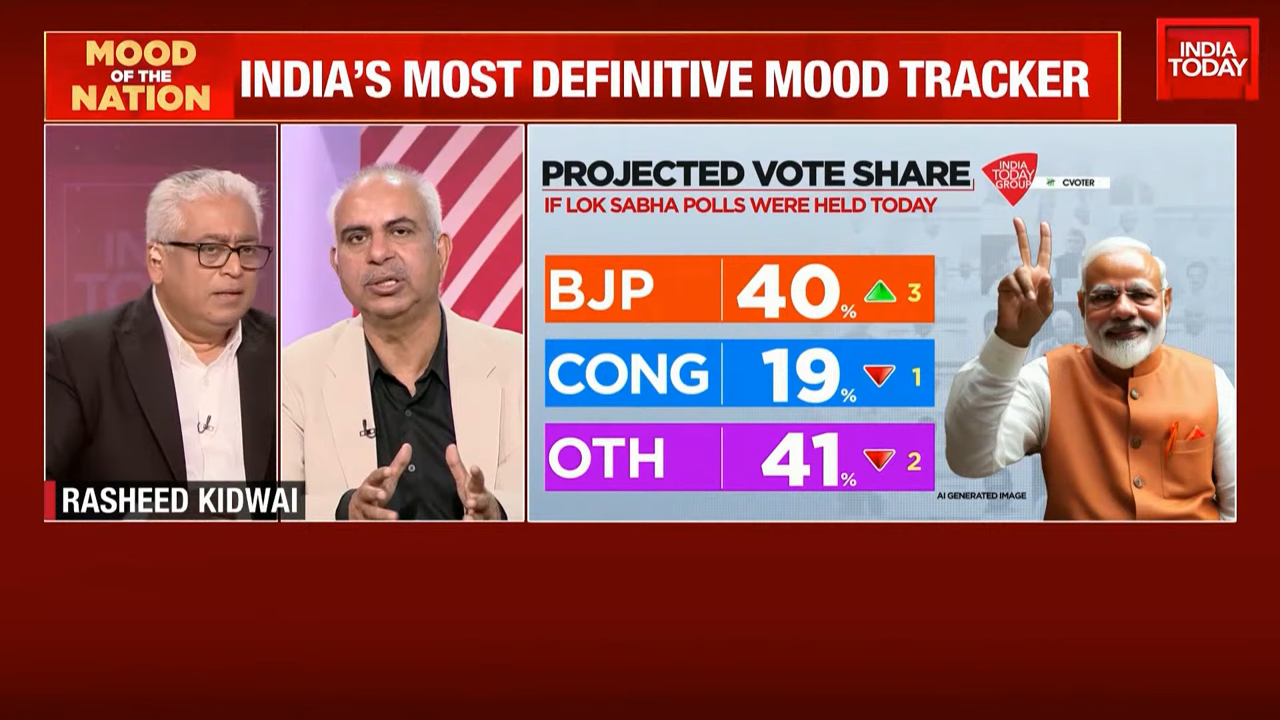 MOOD
OF THE
NATION
INDIA'S MOST DEFINITIVE MOOD TRACKER
INDIA
TODAY
PROJECTED VOTE SHARE
IF LOK SABHA POLLS WERE HELD TODAY
INDIA
TODAY
GROUP
CVOTER
BJP 40% 3
CONG 19% 1
OTH 41% 2
AI GENERATED IMAGE
RASHEED KIDWAI